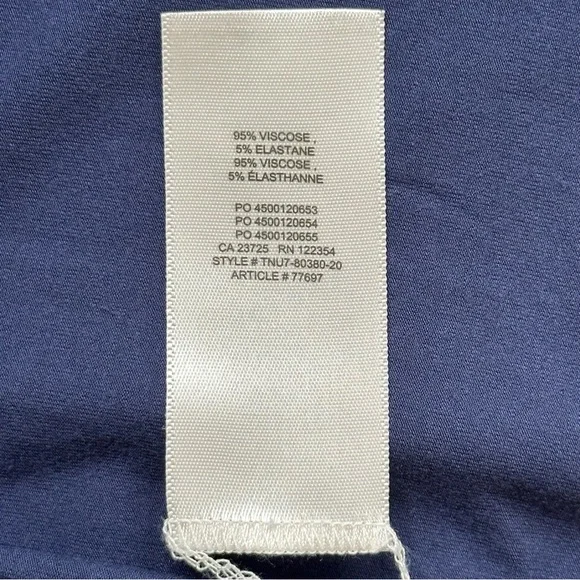 95% VISCOSE ,
5% ELASTANE
95% VISCOSE ,
5% ÉLASTHANNE
PO 4500120653
PO 4500120654
PO 4500120655
CA 23725 RN 122354
STYLE # TNU7-80380-20
ARTICLE # 77697